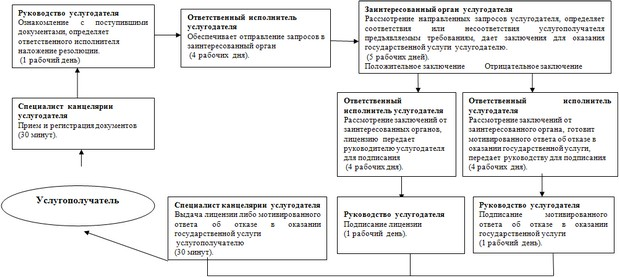 Руководство услугодателя
Ознакомление с поступившими
документами, определяет
ответственного исполнителя
наложение резолюции.
(1 рабочий день)
Ответственный исполнитель
услугодателя
Обеспечивает отправление запросов в
заинтересованный орган
(4 рабочих дня).
Заинтересованный орган услугодателя
Рассмотрение направленных запросов услугодателя, определяет
соответствия или несоответствия услугополучателя
предъявляемым требованиям, дает заключения для оказания
государственной услуги услугодателю.
(5 рабочих дней).
Положительное заключение Отрицательное заключение
Специалист канцелярии
услугодателя
Прием и регистрация документов
(30 минут).
Ответственный
исполнитель услугодателя
Рассмотрение заключений от
заинтересованных органов,
лицензию передает
руководителю услугодателя
для подписания
(4 рабочих дня).
Ответственный исполнитель
услугодателя
Рассмотрение заключений от
заинтересованного органа, готовит
мотивированного ответа об отказе в
оказании государственной услуги,
передает руководству для подписания
(4 рабочих дня).
Услугополучатель
Специалист канцелярии услугодателя
Выдача лицензии либо мотивированного
ответа об отказе в оказании
государственной услуги
услугополучателю
(30 минут).
Руководство услугодателя
Подписание лицензии
(1 рабочий день).
Руководство услугодателя
Подписание мотивированного
ответа об отказе в оказании
государственной услуги
(1 рабочий день).